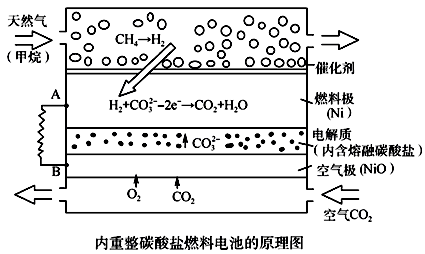 天然气
(甲烷)
CH₄→H₂
催化剂
A
H₂+CO₃²⁻−2e⁻→CO₂+H₂O
燃料极
(Ni)
CO₃²⁻
电解质
(内含熔融碳酸盐)
B
空气极(NiO)
O₂
CO₂
空气CO₂
内重整碳酸盐燃料电池的原理图